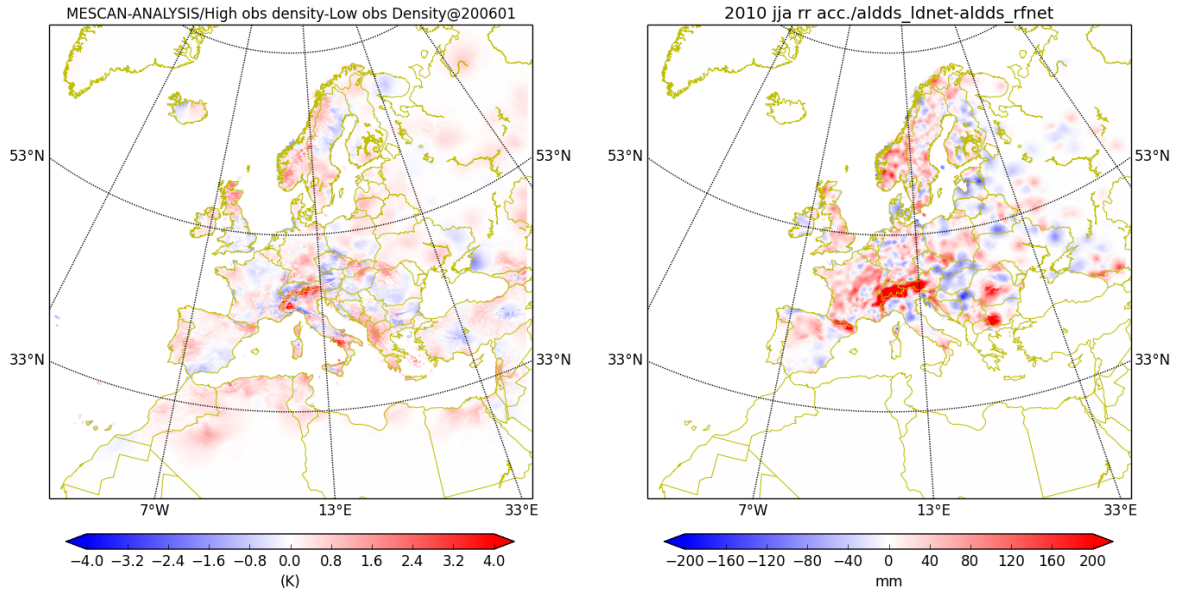 MESCAN-ANALYSIS/High obs density-Low obs Density@200601
53°N 53°N
33°N 33°N
7°W 13°E 33°E
−4.0 −3.2 −2.4 −1.6 −0.8 0.0 0.8 1.6 2.4 3.2 4.0
(K)
2010 jja rr acc./aldds_ldnet-aldds_rfnet
53°N
33°N
7°W 13°E 33°E
−200 −160 −120 −80 −40 0 40 80 120 160 200
mm